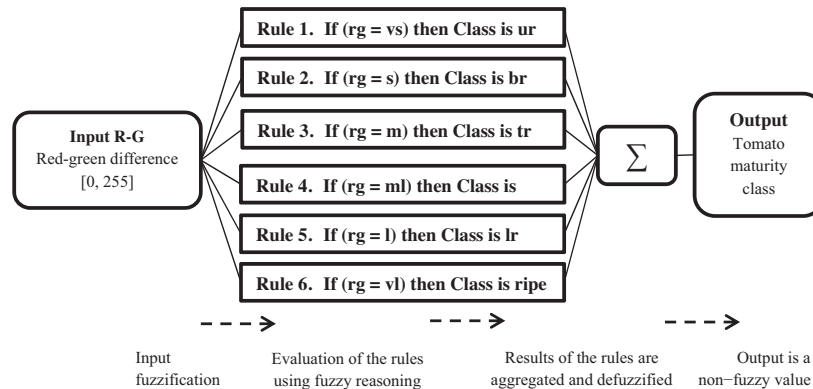 Rule 1. If (rg = vs) then Class is ur
Rule 2. If (rg = s) then Class is br
Rule 3. If (rg = m) then Class is tr
Rule 4. If (rg = ml) then Class is
Rule 5. If (rg = l) then Class is lr
Rule 6. If (rg = vl) then Class is ripe
Input R-G
Red-green difference
[0, 255]
∑
Output
Tomato
maturity
class
Input
fuzzification
Evaluation of the rules
using fuzzy reasoning
Results of the rules are
aggregated and defuzzified
Output is a
non−fuzzy value